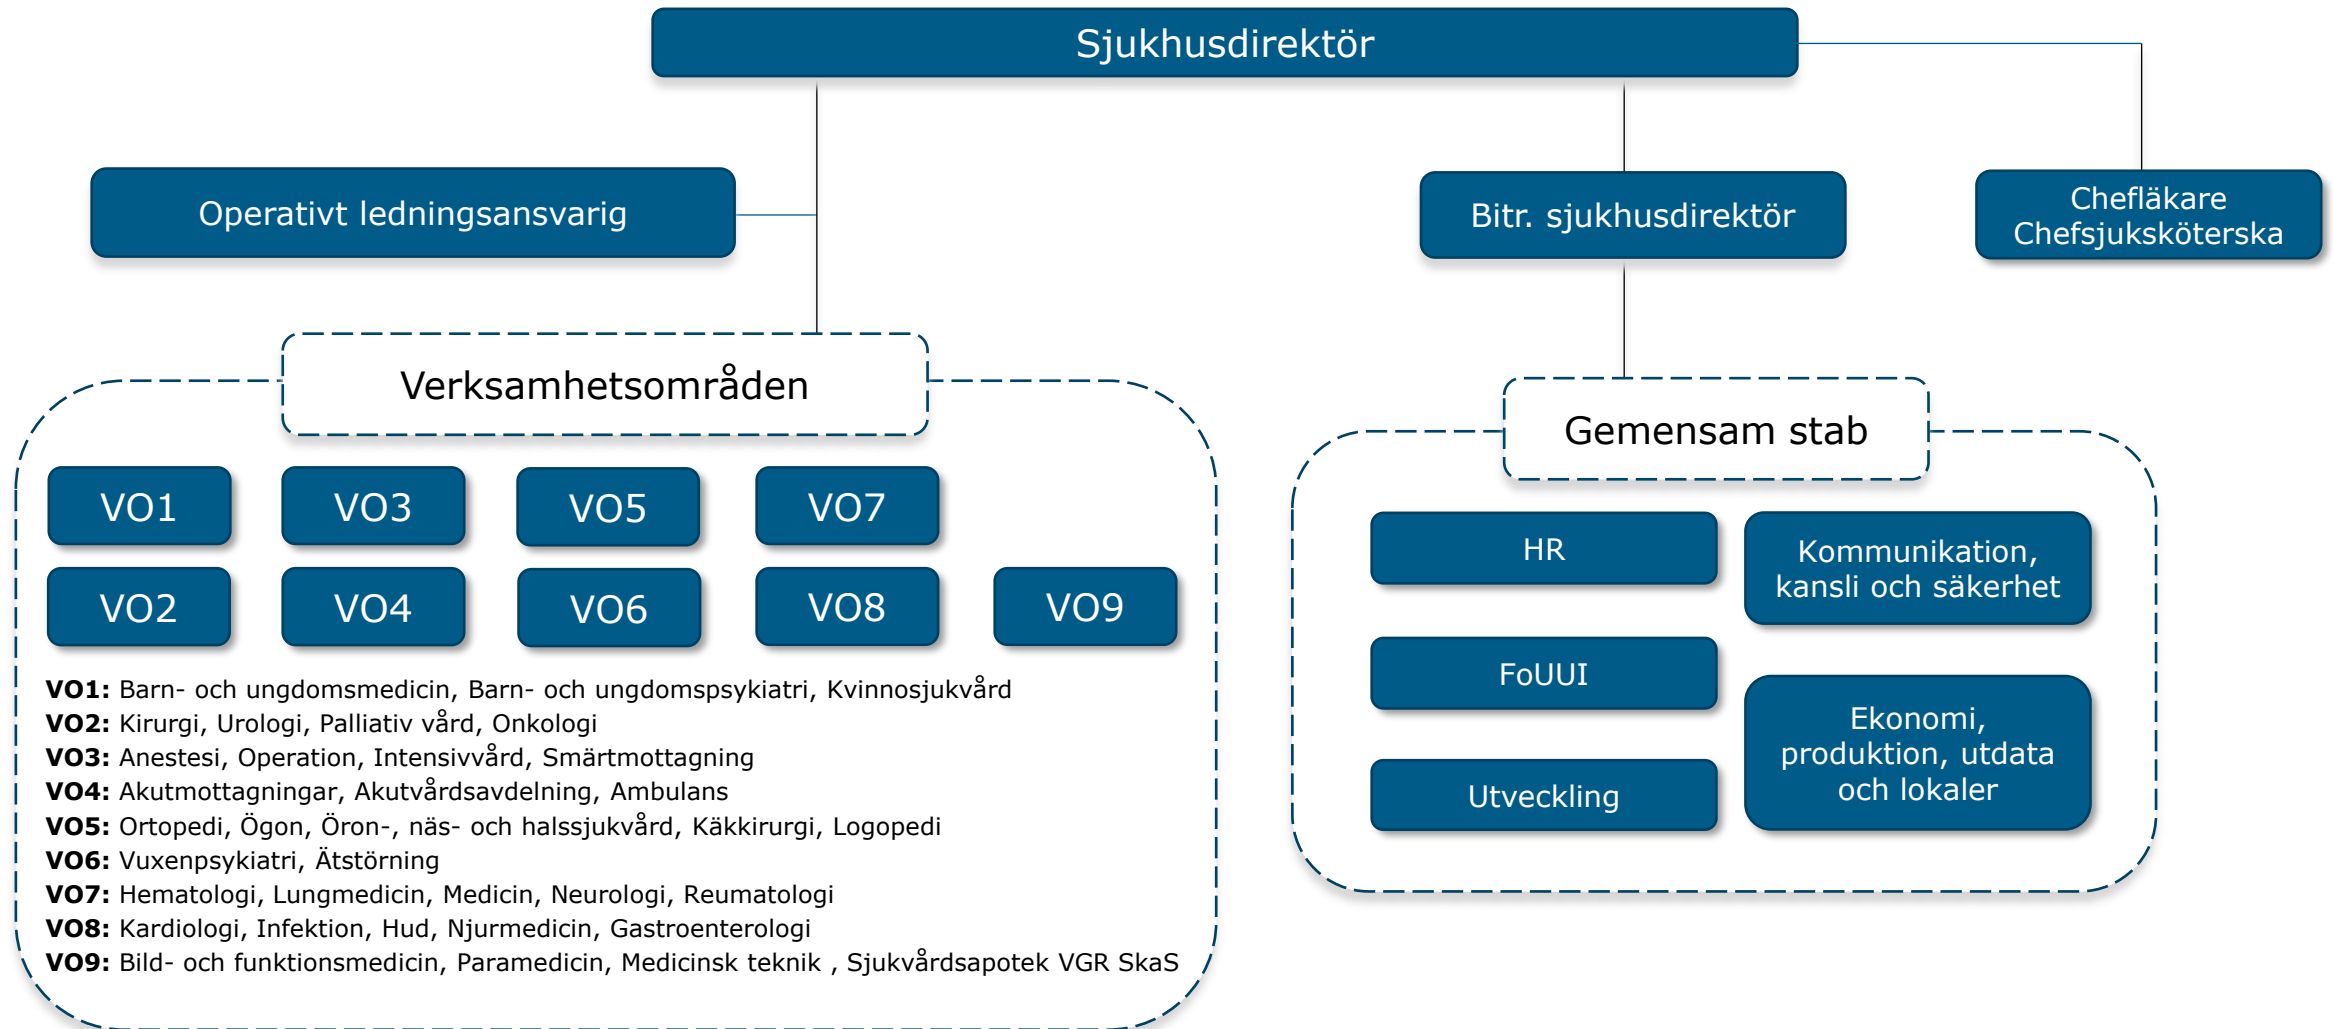 Sjukhusdirektör
Operativt ledningsansvarig
Bitr. sjukhusdirektör
Chefläkare
Chefsjuksköterska
Verksamhetsområden
VO1
VO3
VO5
VO7
VO2
VO4
VO6
VO8
VO9
VO1: Barn- och ungdomsmedicin, Barn- och ungdomspsykiatri, Kvinnosjukvård
VO2: Kirurgi, Urologi, Palliativ vård, Onkologi
VO3: Anestesi, Operation, Intensivvård, Smärtmottagning
VO4: Akutmottagningar, Akutvårdsavdelning, Ambulans
VO5: Ortopedi, Ögon, Öron-, näs- och halssjukvård, Käkkirurgi, Logopedi
VO6: Vuxenpsykiatri, Ätstörning
VO7: Hematologi, Lungmedicin, Medicin, Neurologi, Reumatologi
VO8: Kardiologi, Infektion, Hud, Njurmedicin, Gastroenterologi
VO9: Bild- och funktionsmedicin, Paramedicin, Medicinsk teknik , Sjukvårdsapotek VGR SkaS
Gemensam stab
HR
Kommunikation,
kansli och säkerhet
FoUUI
Ekonomi,
produktion, utdata
och lokaler
Utveckling